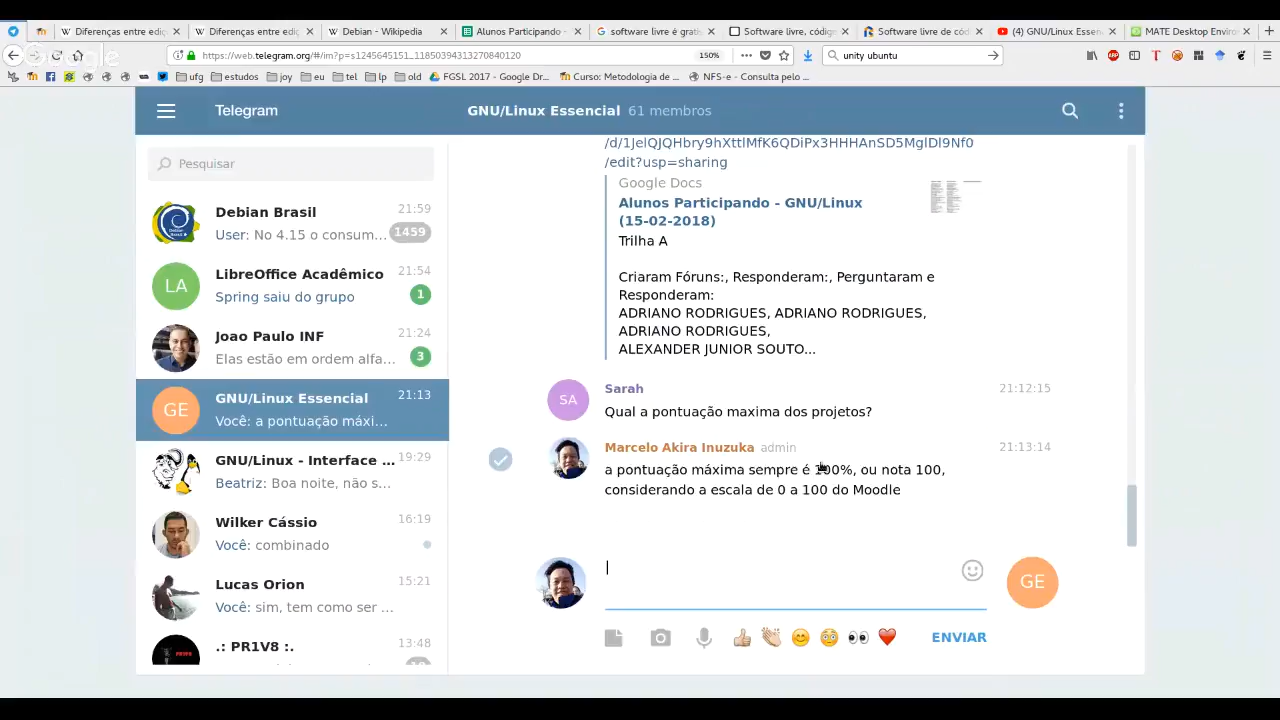 Diferenças entre ediç
Diferenças entre ediç
Debian - Wikipedia
Alunos Participando -
software livre é grat
Software livre, códig
Software livre de cód
(4) GNU/Linux Essen
MATE Desktop Enviro
https://web.telegram.org/#/im?p=s1245645151_11850394313270840120
150%
unity ubuntu
ufg
estudos
joy
eu
tel
lp
old
FGSL 2017 - Google Dr...
Curso: Metodologia de ...
NFS-e - Consulta pelo ...
Telegram
GNU/Linux Essencial 61 membros
Pesquisar
Debian Brasil 21:59
User: No 4.15 o consum... 1459
LA
LibreOffice Acadêmico 21:54
Spring saiu do grupo 1
Joao Paulo INF 21:24
Elas estão em ordem alfa... 3
GE
GNU/Linux Essencial 21:13
Você: a pontuação máxi...
GNU/Linux - Interface ... 19:29
Beatriz: Boa noite, não s...
Wilker Cássio 16:19
Você: combinado
Lucas Orion 15:21
Você: sim, tem como ser ...
.: PR1V8 :. 13:48
/d/1JelQJQHbry9hXttlMfK6QDiPx3HHHAnSD5MglDl9Nf0
/edit?usp=sharing
Google Docs
Alunos Participando - GNU/Linux
(15-02-2018)
Trilha A
Criaram Fóruns:, Responderam:, Perguntaram e
Responderam:
ADRIANO RODRIGUES, ADRIANO RODRIGUES,
ADRIANO RODRIGUES,
ALEXANDER JUNIOR SOUTO...
SA
Sarah 21:12:15
Qual a pontuação maxima dos projetos?
Marcelo Akira Inuzuka admin 21:13:14
a pontuação máxima sempre é 100%, ou nota 100,
considerando a escala de 0 a 100 do Moodle
GE
ENVIAR